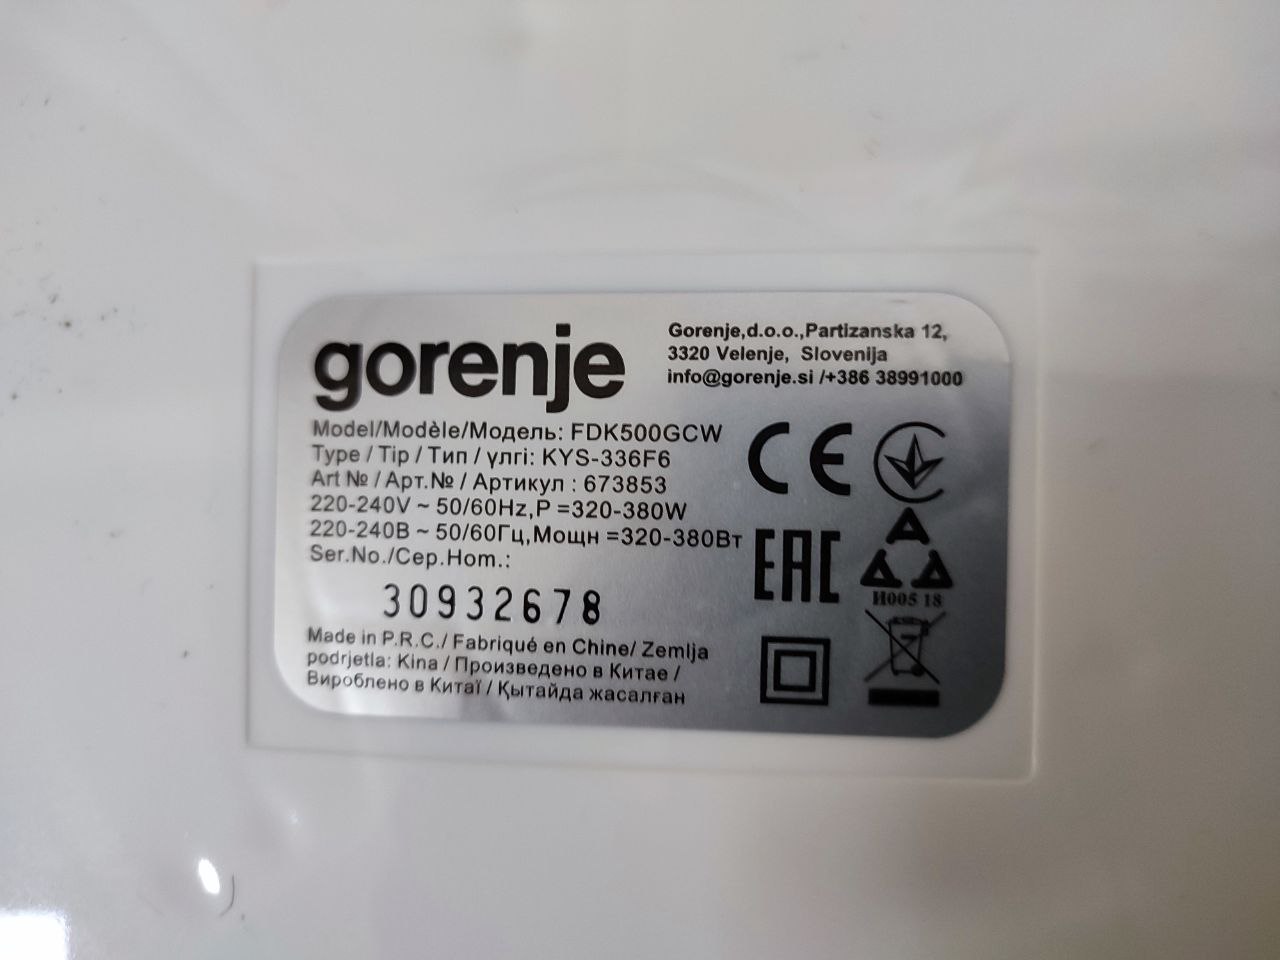 gorenje
Gorenje,d.o.o.,Partizanska 12,
3320 Velenje, Slovenija
info@gorenje.si /+386 38991000
Model/Modèle/Модель: FDK500GCW
Type / Tip / Тип / үлгі: KYS-336F6
Art № / Арт.№ / Артикул : 673853
220-240V ~ 50/60Hz,P =320-380W
220-240В ~ 50/60Гц,Мощн =320-380Вт
Ser.No./Сер.Ном.:
30932678
Made in P.R.C./ Fabriqué en Chine/ Zemlja
podrjetla: Kina / Произведено в Китае /
Вироблено в Китаї / Қытайда жасалған
CE
EAC
И005 18